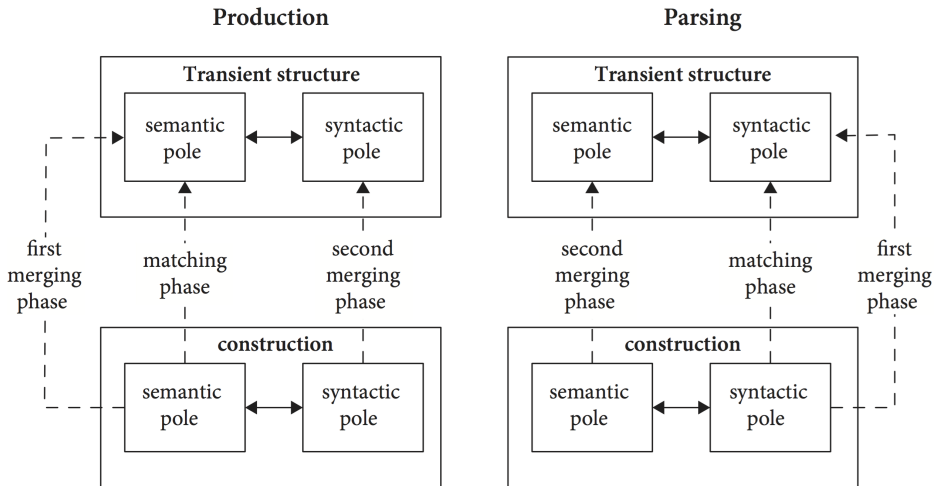 Production
Transient structure
semantic
pole
syntactic
pole
first
merging
phase
matching
phase
second
merging
phase
construction
semantic
pole
syntactic
pole
Parsing
Transient structure
semantic
pole
syntactic
pole
second
merging
phase
matching
phase
first
merging
phase
construction
semantic
pole
syntactic
pole